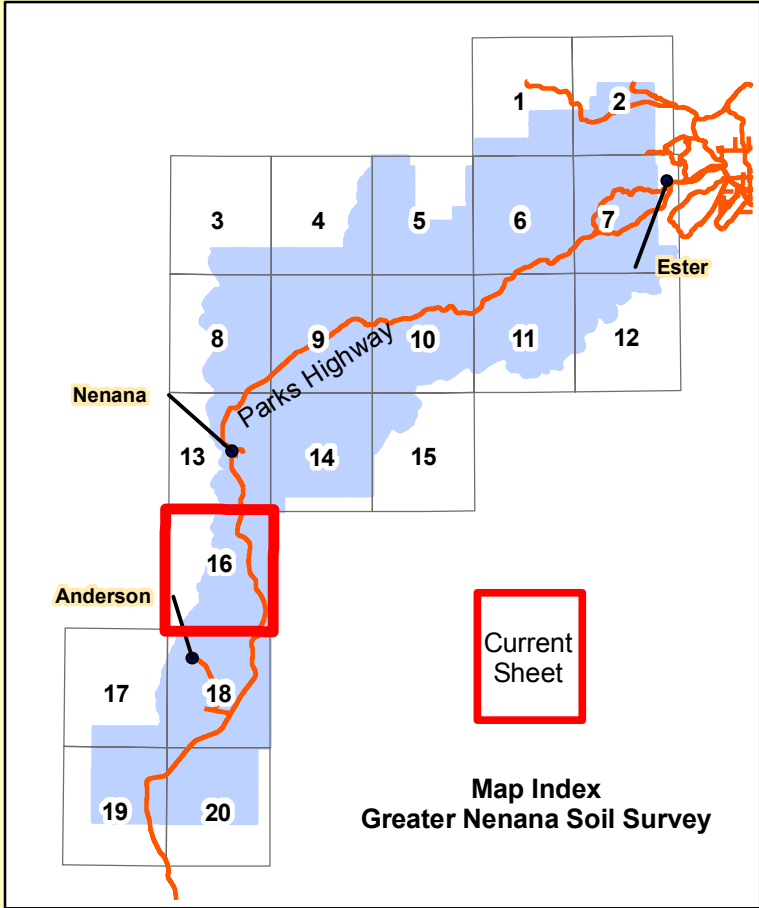 1
2
3
4
5
6
7
Ester
8
9
10
11
12
Parks Highway
Nenana
13
14
15
16
Anderson
Current
Sheet
17
18
19
20
Map Index
Greater Nenana Soil Survey